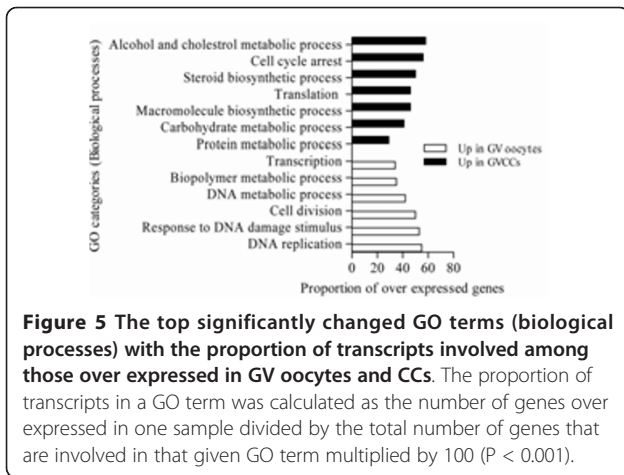 Alcohol and cholestrol metabolic process
Cell cycle arrest
Steroid biosynthetic process
Translation
Macromolecule biosynthetic process
Carbohydrate metabolic process
Protein metabolic process
Transcription
Biopolymer metabolic process
DNA metabolic process
Cell division
Response to DNA damage stimulus
DNA replication
GO categories (Biological processes)
Up in GV oocytes
Up in GVCCs
0 20 40 60 80
Proportion of over expressed genes
Figure 5 The top significantly changed GO terms (biological
processes) with the proportion of transcripts involved among
those over expressed in GV oocytes and CCs. The proportion of
transcripts in a GO term was calculated as the number of genes over
expressed in one sample divided by the total number of genes that
are involved in that given GO term multiplied by 100 (P < 0.001).